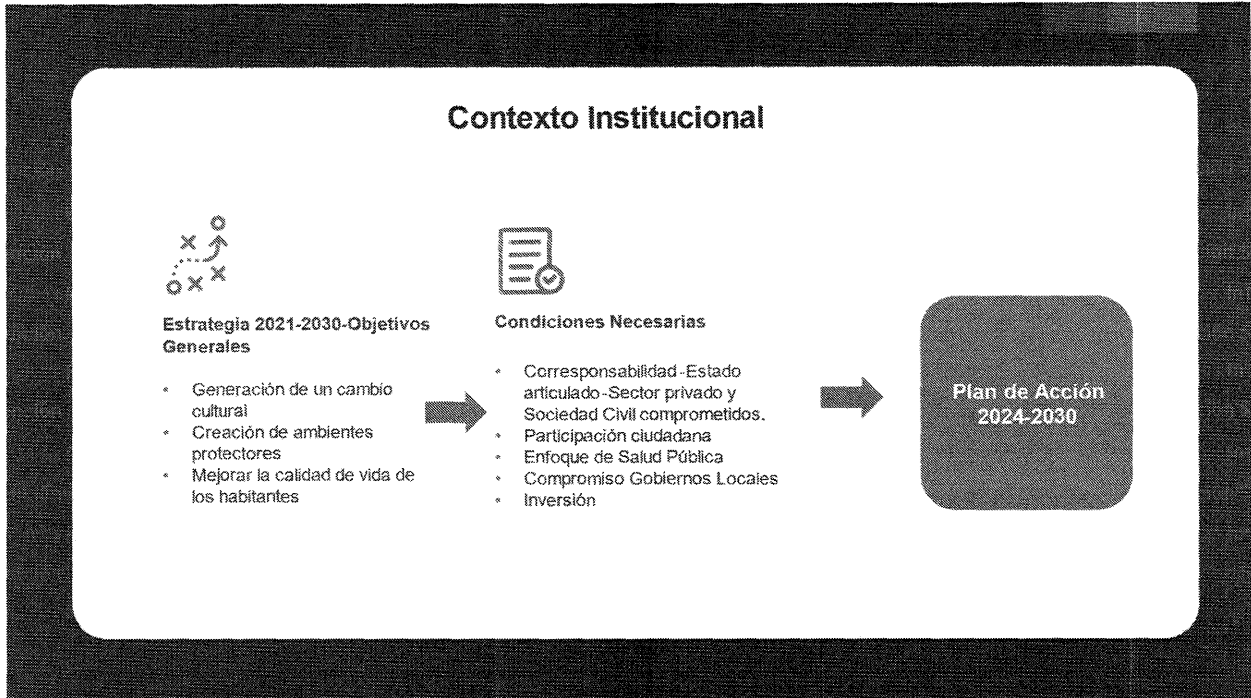 Contexto Institucional
Estrategia 2021-2030-Objetivos
Generales
• Generación de un cambio
cultural
• Creación de ambientes
protectores
• Mejorar la calidad de vida de
los habitantes
Condiciones Necesarias
• Corresponsabilidad-Estado
articulado-Sector privado y
Sociedad Civil comprometidos.
• Participación ciudadana
• Enfoque de Salud Pública
• Compromiso Gobiernos Locales
• Inversión
Plan de Acción
2024-2030